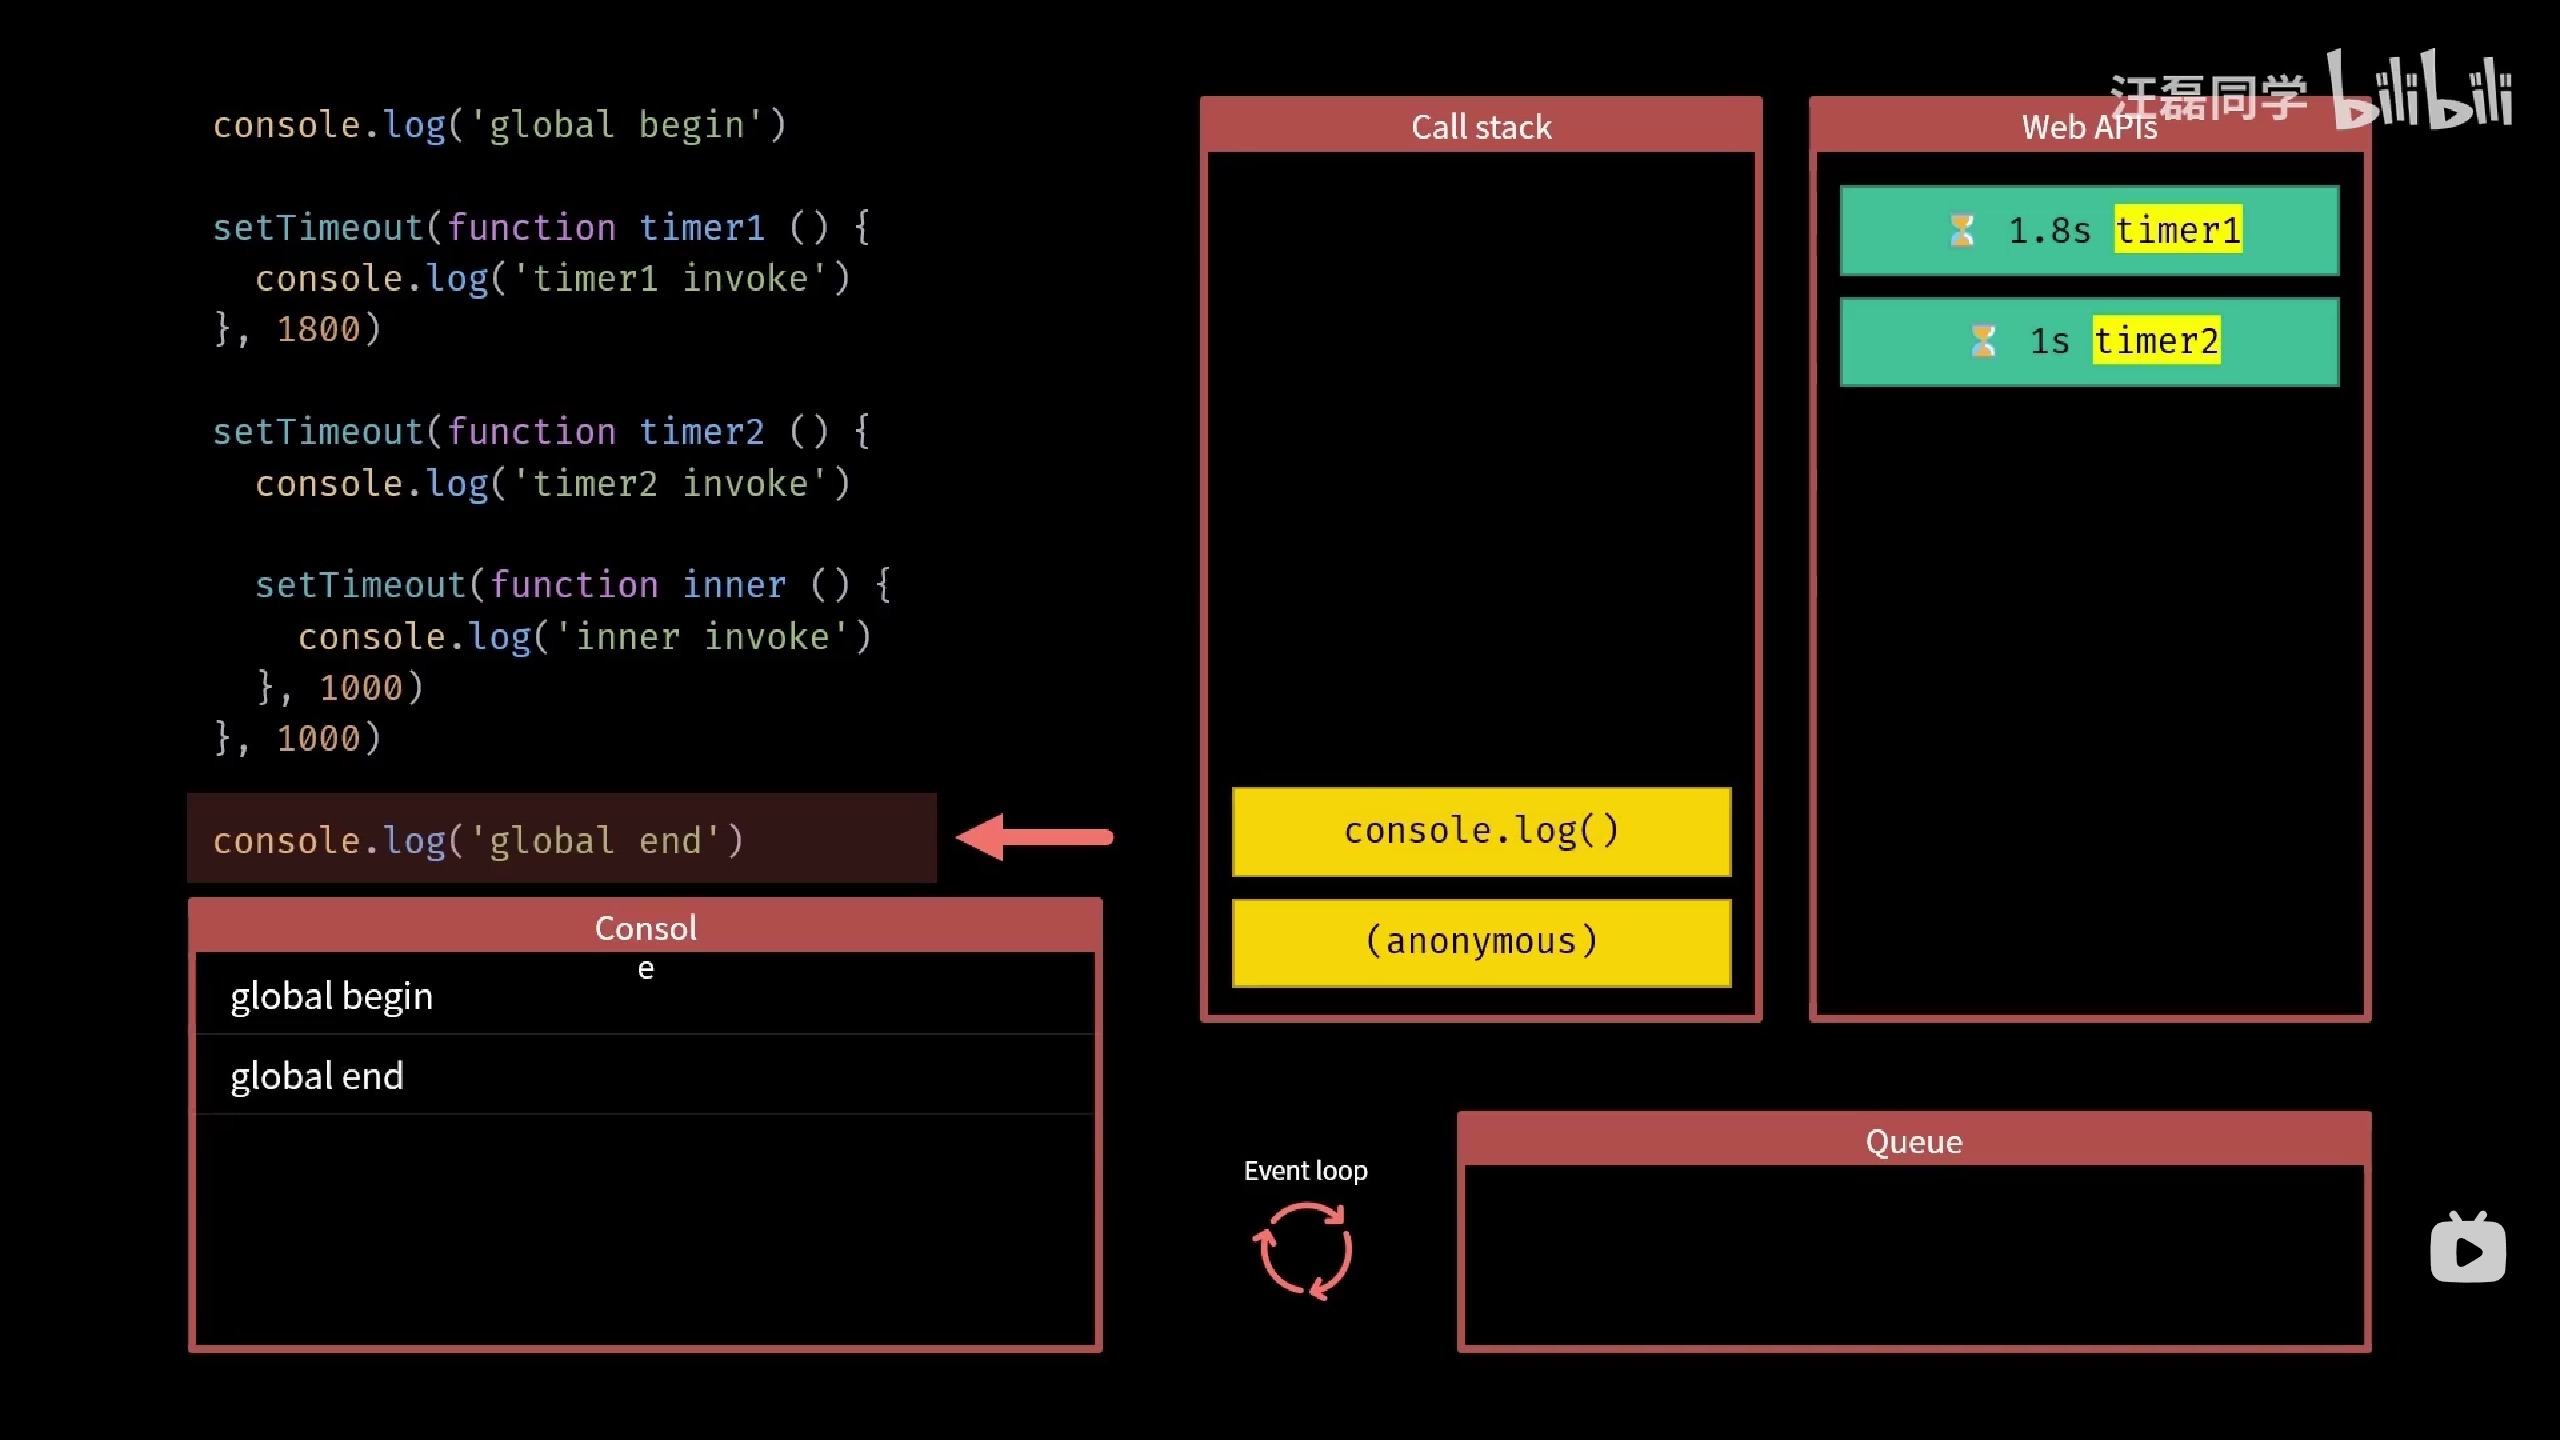 汪磊同学 bilibili
console.log('global begin')
setTimeout(function timer1 () {
console.log('timer1 invoke')
}, 1800)
setTimeout(function timer2 () {
console.log('timer2 invoke')
setTimeout(function inner () {
console.log('inner invoke')
}, 1000)
}, 1000)
console.log('global end')
Consol
e
global begin
global end
Call stack
console.log()
(anonymous)
Web APIs
⏳ 1.8s timer1
⏳ 1s timer2
Event loop
Queue